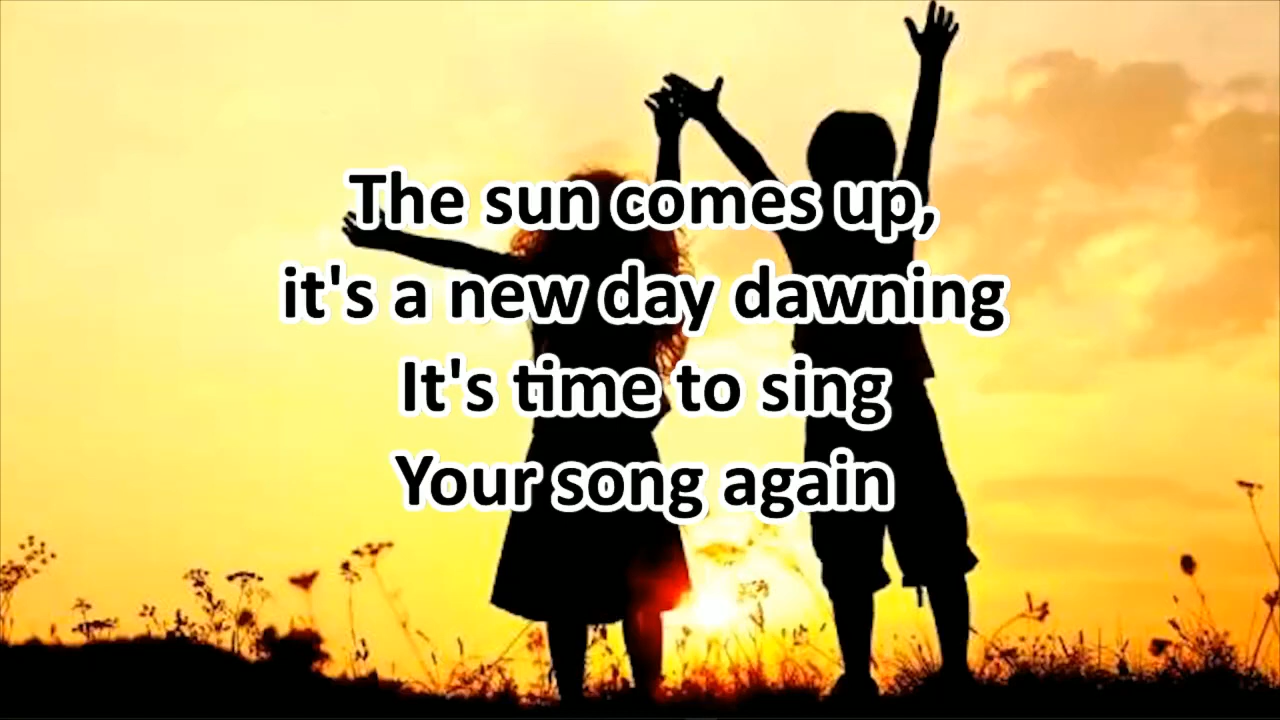 The sun comes up,
it's a new day dawning
It's time to sing
Your song again